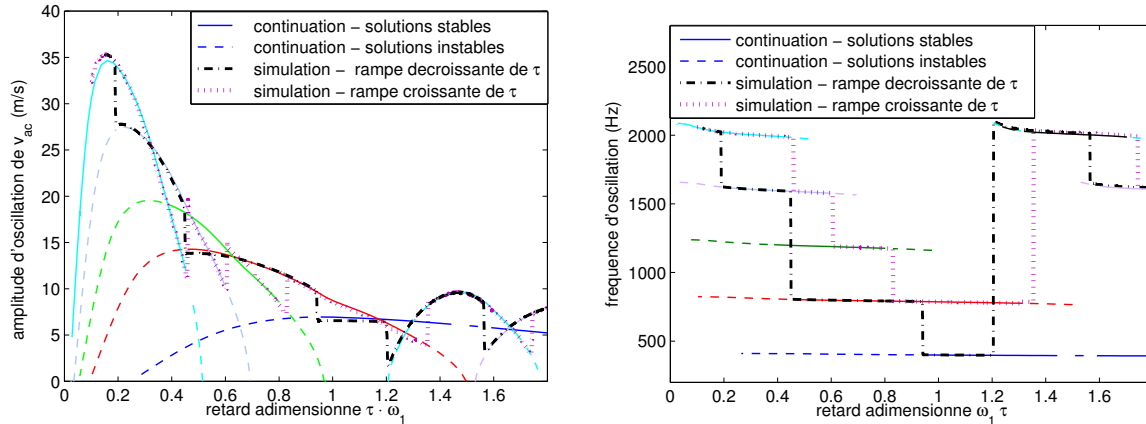 40
35
30
25
20
15
10
5
0
amplitude d'oscillation de v_ac (m/s)
0 0.2 0.4 0.6 0.8 1 1.2 1.4 1.6
retard adimensionne τ · ω_1
continuation – solutions stables
continuation – solutions instables
simulation – rampe decroissante de τ
simulation – rampe croissante de τ
2500
2000
1500
1000
500
frequence d'oscillation (Hz)
0 0.2 0.4 0.6 0.8 1 1.2 1.4 1.6
retard adimensionne ω_1 τ
continuation – solutions stables
continuation – solutions instables
simulation – rampe decroissante de τ
simulation – rampe croissante de τ